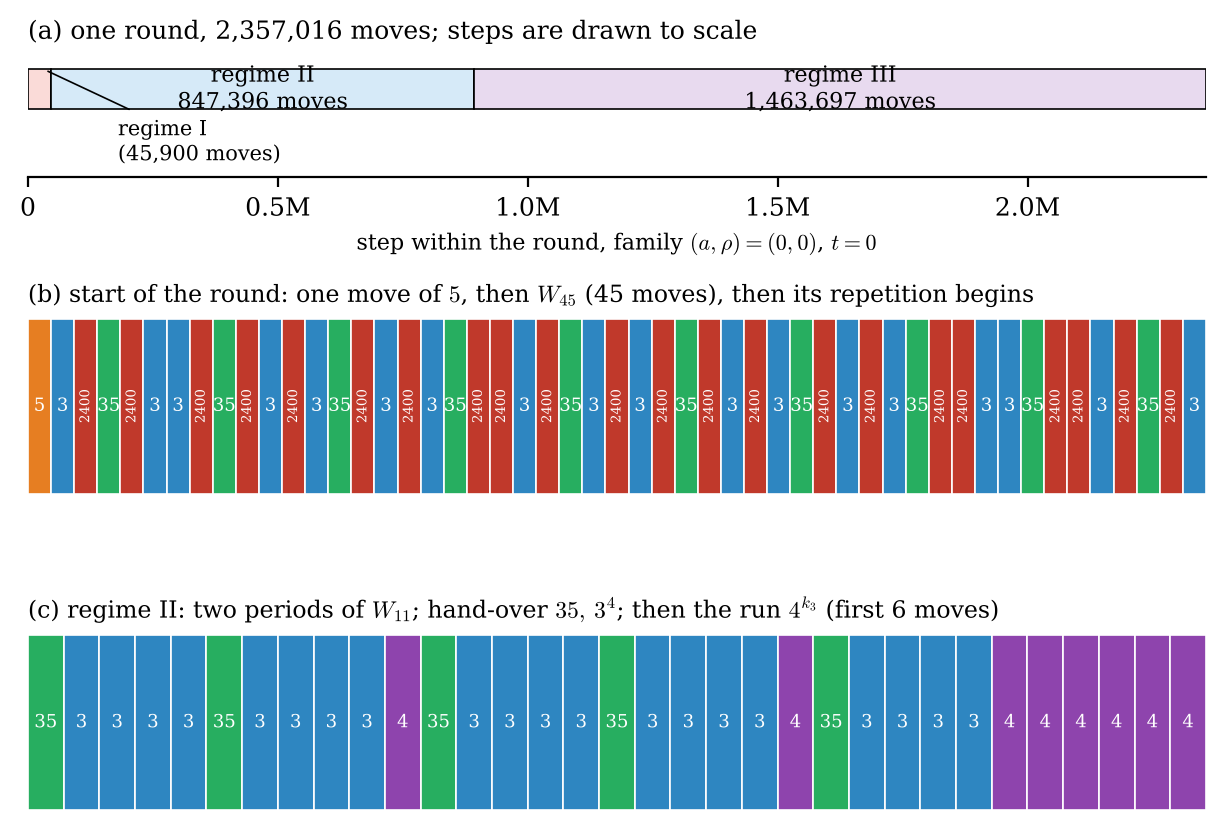 (a) one round, 2,357,016 moves; steps are drawn to scale
regime II
847,396 moves
regime III
1,463,697 moves
regime I
(45,900 moves)
0 0.5M 1.0M 1.5M 2.0M
step within the round, family (a, ρ) = (0, 0), t = 0
(b) start of the round: one move of 5, then W₄₅ (45 moves), then its repetition begins
5 3 2400 35 2400 3 3 2400 35 2400 3 2400 3 35 2400 3 2400 3 35 2400 2400 3 2400 35 3 2400 3 2400 35 2400 3 2400 3 35 2400 3 2400 3 35 2400 2400 3 3 35 2400 2400 3 2400 35 2400 3
(c) regime II: two periods of W₁₁; hand-over 35, 3⁴; then the run 4^{k₃} (first 6 moves)
35 3 3 3 3 35 3 3 3 3 4 35 3 3 3 3 35 3 3 3 3 4 35 3 3 3 3 4 4 4 4 4 4